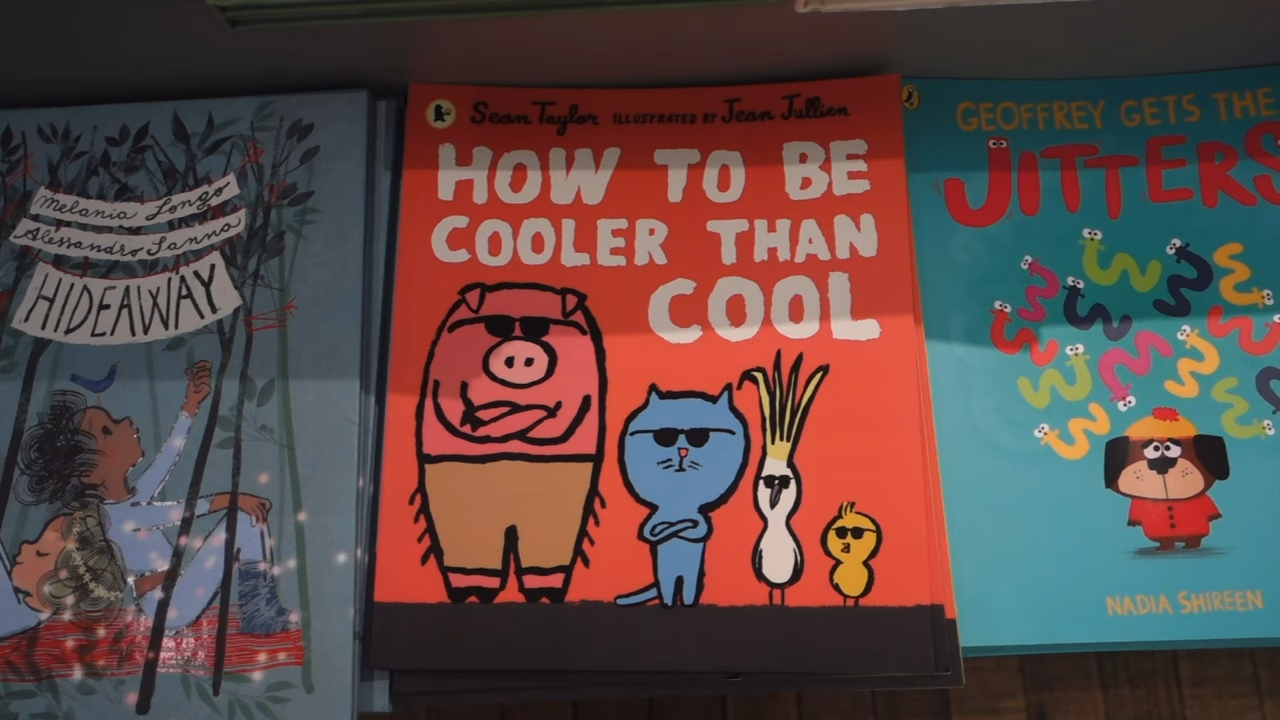 Melania Longo
Alessandro Sanna
HIDEAWAY
Sean Taylor ILLUSTRATED BY Jean Jullien
HOW TO BE
COOLER THAN
COOL
GEOFFREY GETS THE
JITTERS
NADIA SHIREEN